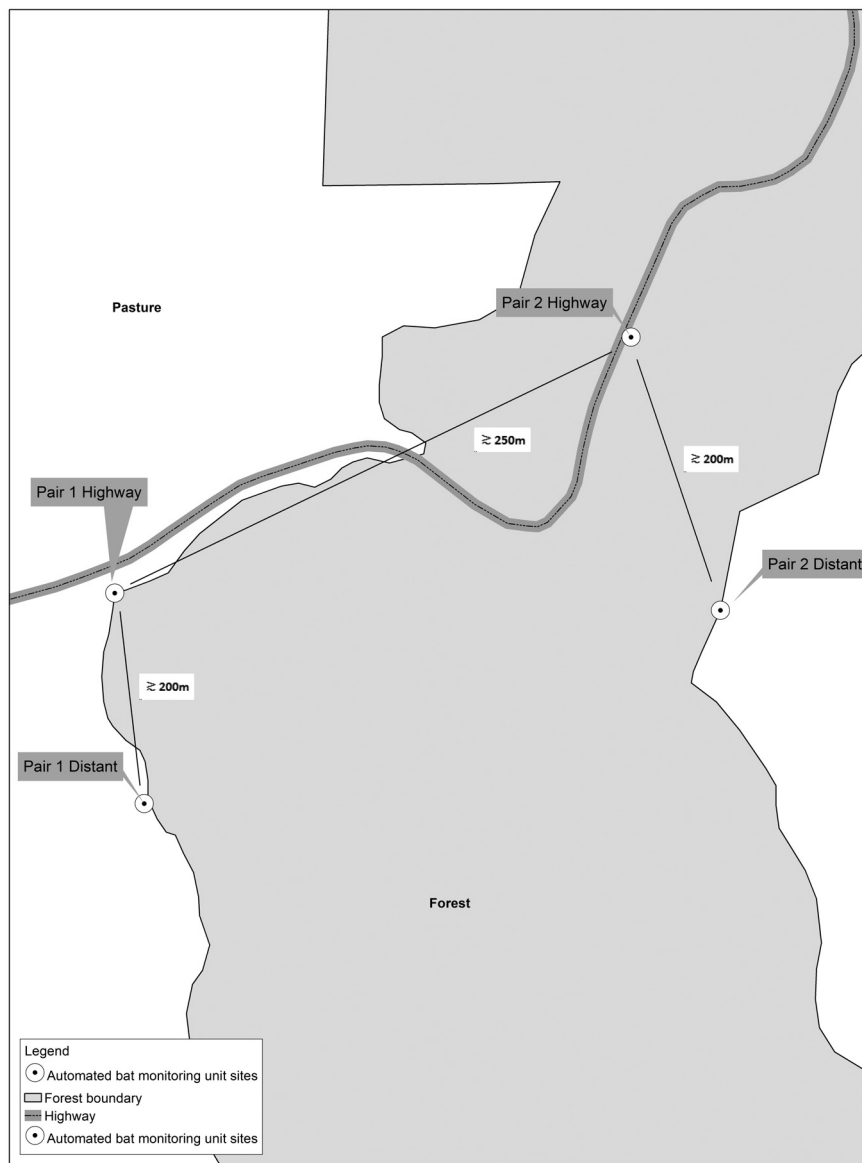 Pasture
Pair 2 Highway
≷ 250m
≷ 200m
Pair 1 Highway
Pair 2 Distant
≷ 200m
Pair 1 Distant
Forest
Legend
Automated bat monitoring unit sites
Forest boundary
Highway
Automated bat monitoring unit sites